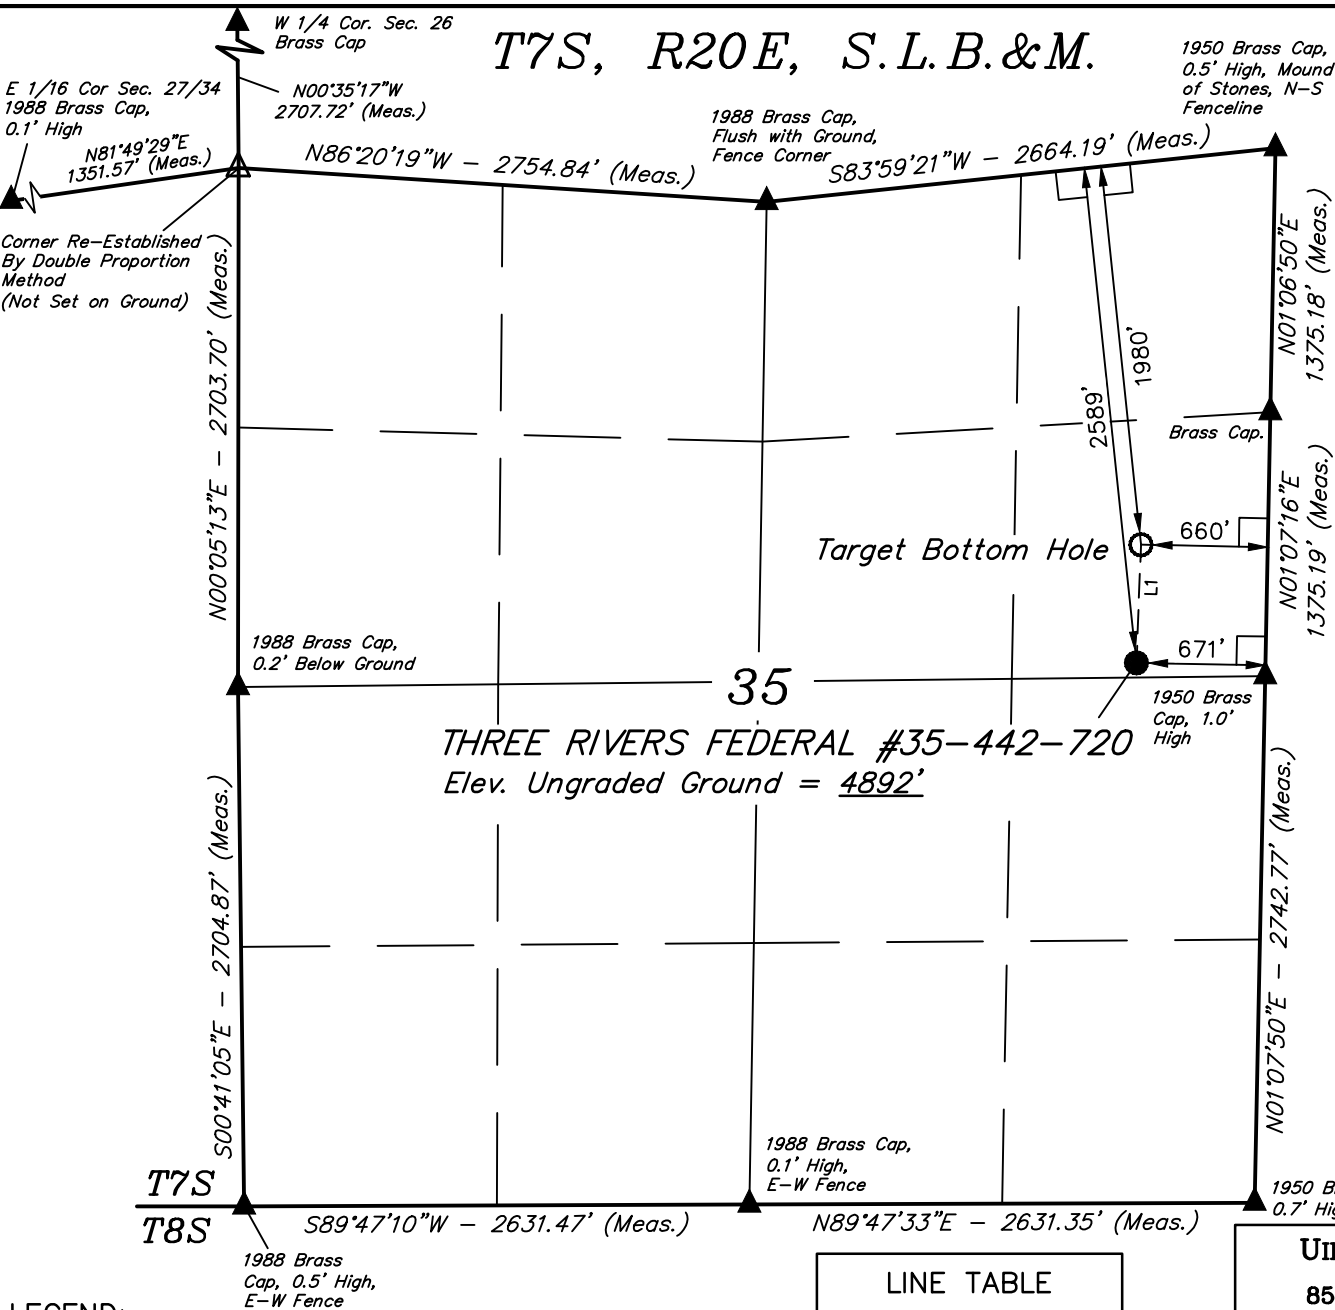 W 1/4 Cor. Sec. 26
Brass Cap
T7S, R20E, S.L.B.&M.
1950 Brass Cap,
0.5' High, Mound
of Stones, N-S
Fenceline
E 1/16 Cor Sec. 27/34
1988 Brass Cap,
0.1' High
N00°35'17"W
2707.72' (Meas.)
1988 Brass Cap,
Flush with Ground,
Fence Corner
N81°49'29"E
1351.57' (Meas.)
N86°20'19"W - 2754.84' (Meas.)
S83°59'21"W - 2664.19' (Meas.)
Corner Re-Established
By Double Proportion
Method
(Not Set on Ground)
N00°05'13"E - 2703.70' (Meas.)
N01°06'50"E
1375.18' (Meas.)
1980'
2589'
Brass Cap.
N01°07'16"E
1375.19' (Meas.)
Target Bottom Hole
660'
L1
671'
1988 Brass Cap,
0.2' Below Ground
35
1950 Brass
Cap, 1.0'
High
THREE RIVERS FEDERAL #35-442-720
Elev. Ungraded Ground = 4892'
S00°41'05"E - 2704.87' (Meas.)
N01°07'50"E - 2742.77' (Meas.)
1988 Brass Cap,
0.1' High,
E-W Fence
T7S
T8S
S89°47'10"W - 2631.47' (Meas.)
N89°47'33"E - 2631.35' (Meas.)
1950
0.7'
1988 Brass
Cap, 0.5' High,
E-W Fence
LINE TABLE
85
LEGEND: